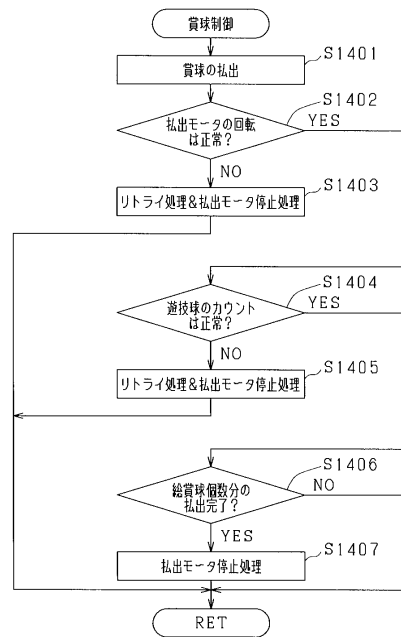 賞球制御
賞球の払出
S1401
払出モータの回転
は正常?
S1402
YES
NO
リトライ処理&払出モータ停止処理
S1403
遊技球のカウント
は正常?
S1404
YES
NO
リトライ処理&払出モータ停止処理
S1405
絵賞球個数分の
払出完了?
S1406
NO
YES
払出モータ停止処理
S1407
RET